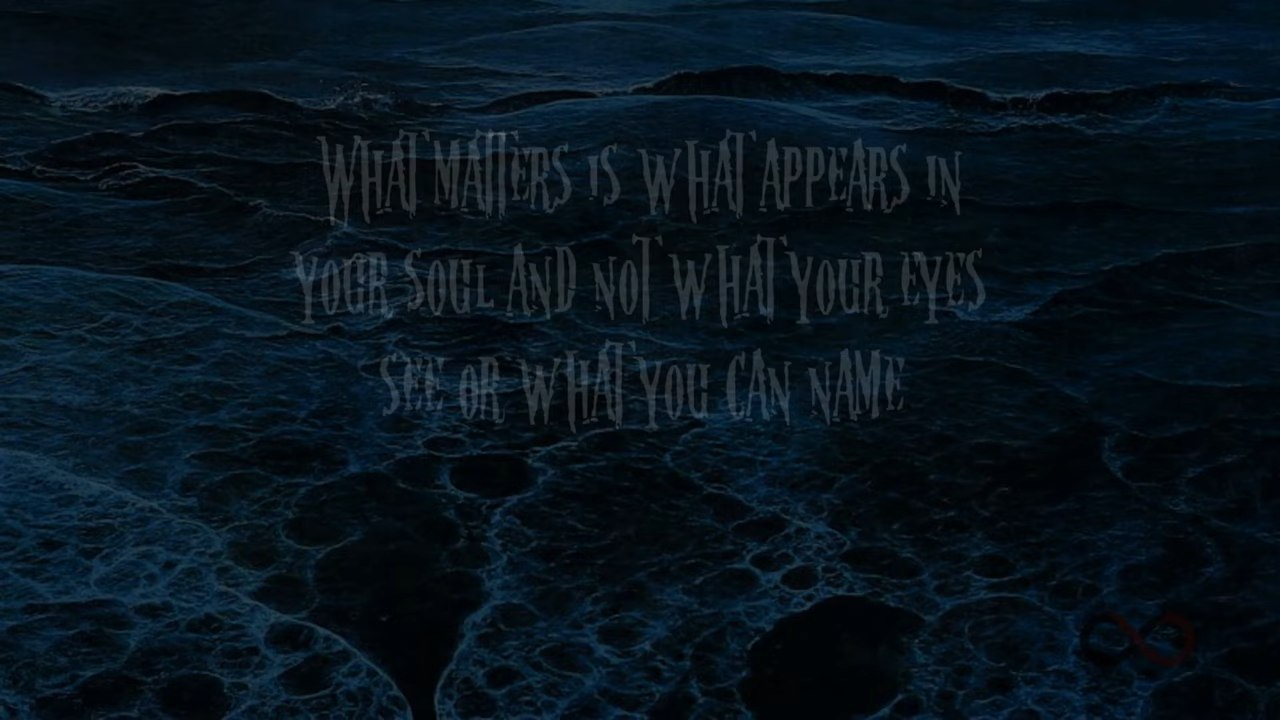 WHAT MATTERS IS WHAT APPEARS IN
YOUR SOUL AND NOT WHAT YOUR EYES
SEE OR WHAT YOU CAN NAME